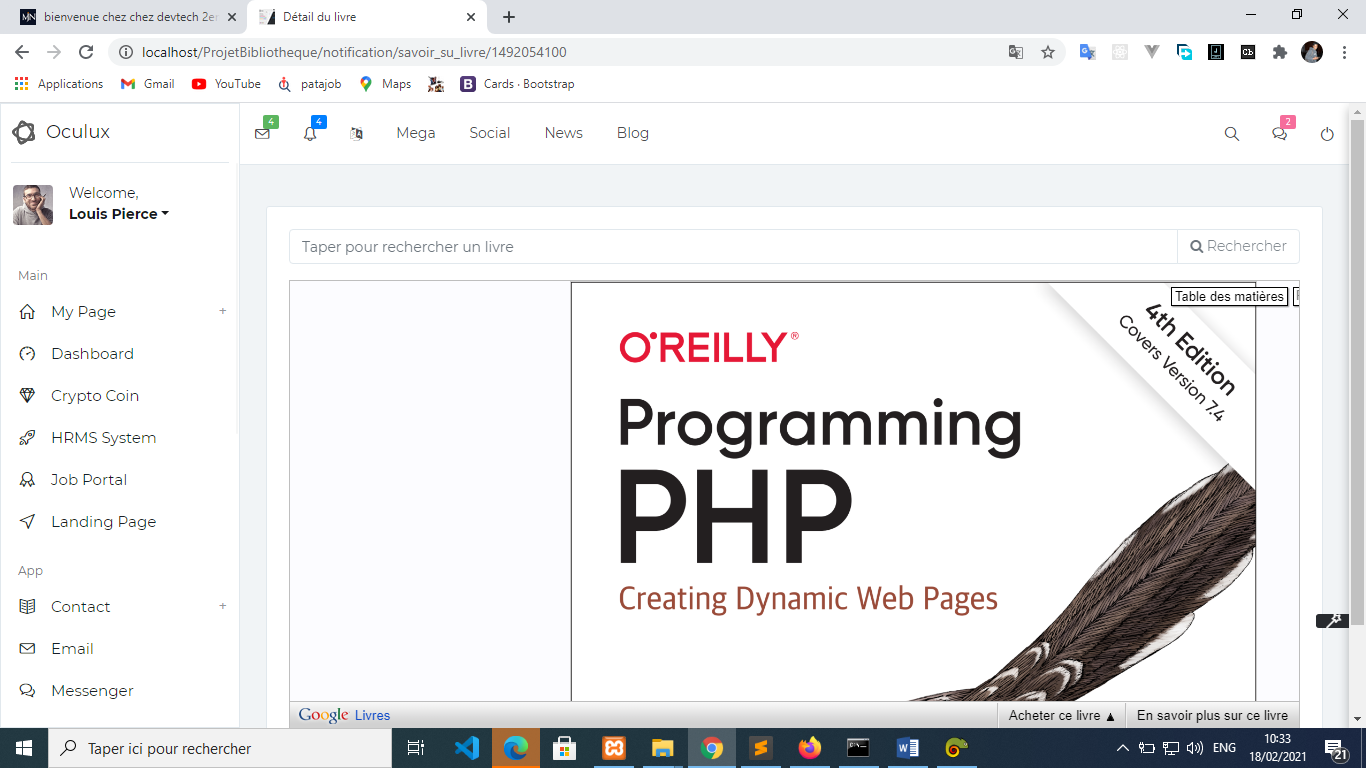 bienvenue chez chez devtech 2er
Détail du livre
localhost/ProjetBibliotheque/notification/savoir_su_livre/1492054100
Applications Gmail YouTube patajob Maps Cards · Bootstrap
Oculux
4 4 Mega Social News Blog 2
Welcome,
Louis Pierce
Taper pour rechercher un livre Rechercher
Main
My Page +
Dashboard
Crypto Coin
HRMS System
Job Portal
Landing Page
App
Contact +
Email
Messenger
Table des matières
4th Edition
Covers Version 7.4
O'REILLY®
Programming
PHP
Creating Dynamic Web Pages
Google Livres Acheter ce livre ▲ En savoir plus sur ce livre
Taper ici pour rechercher
ENG
10:33
18/02/2021
21